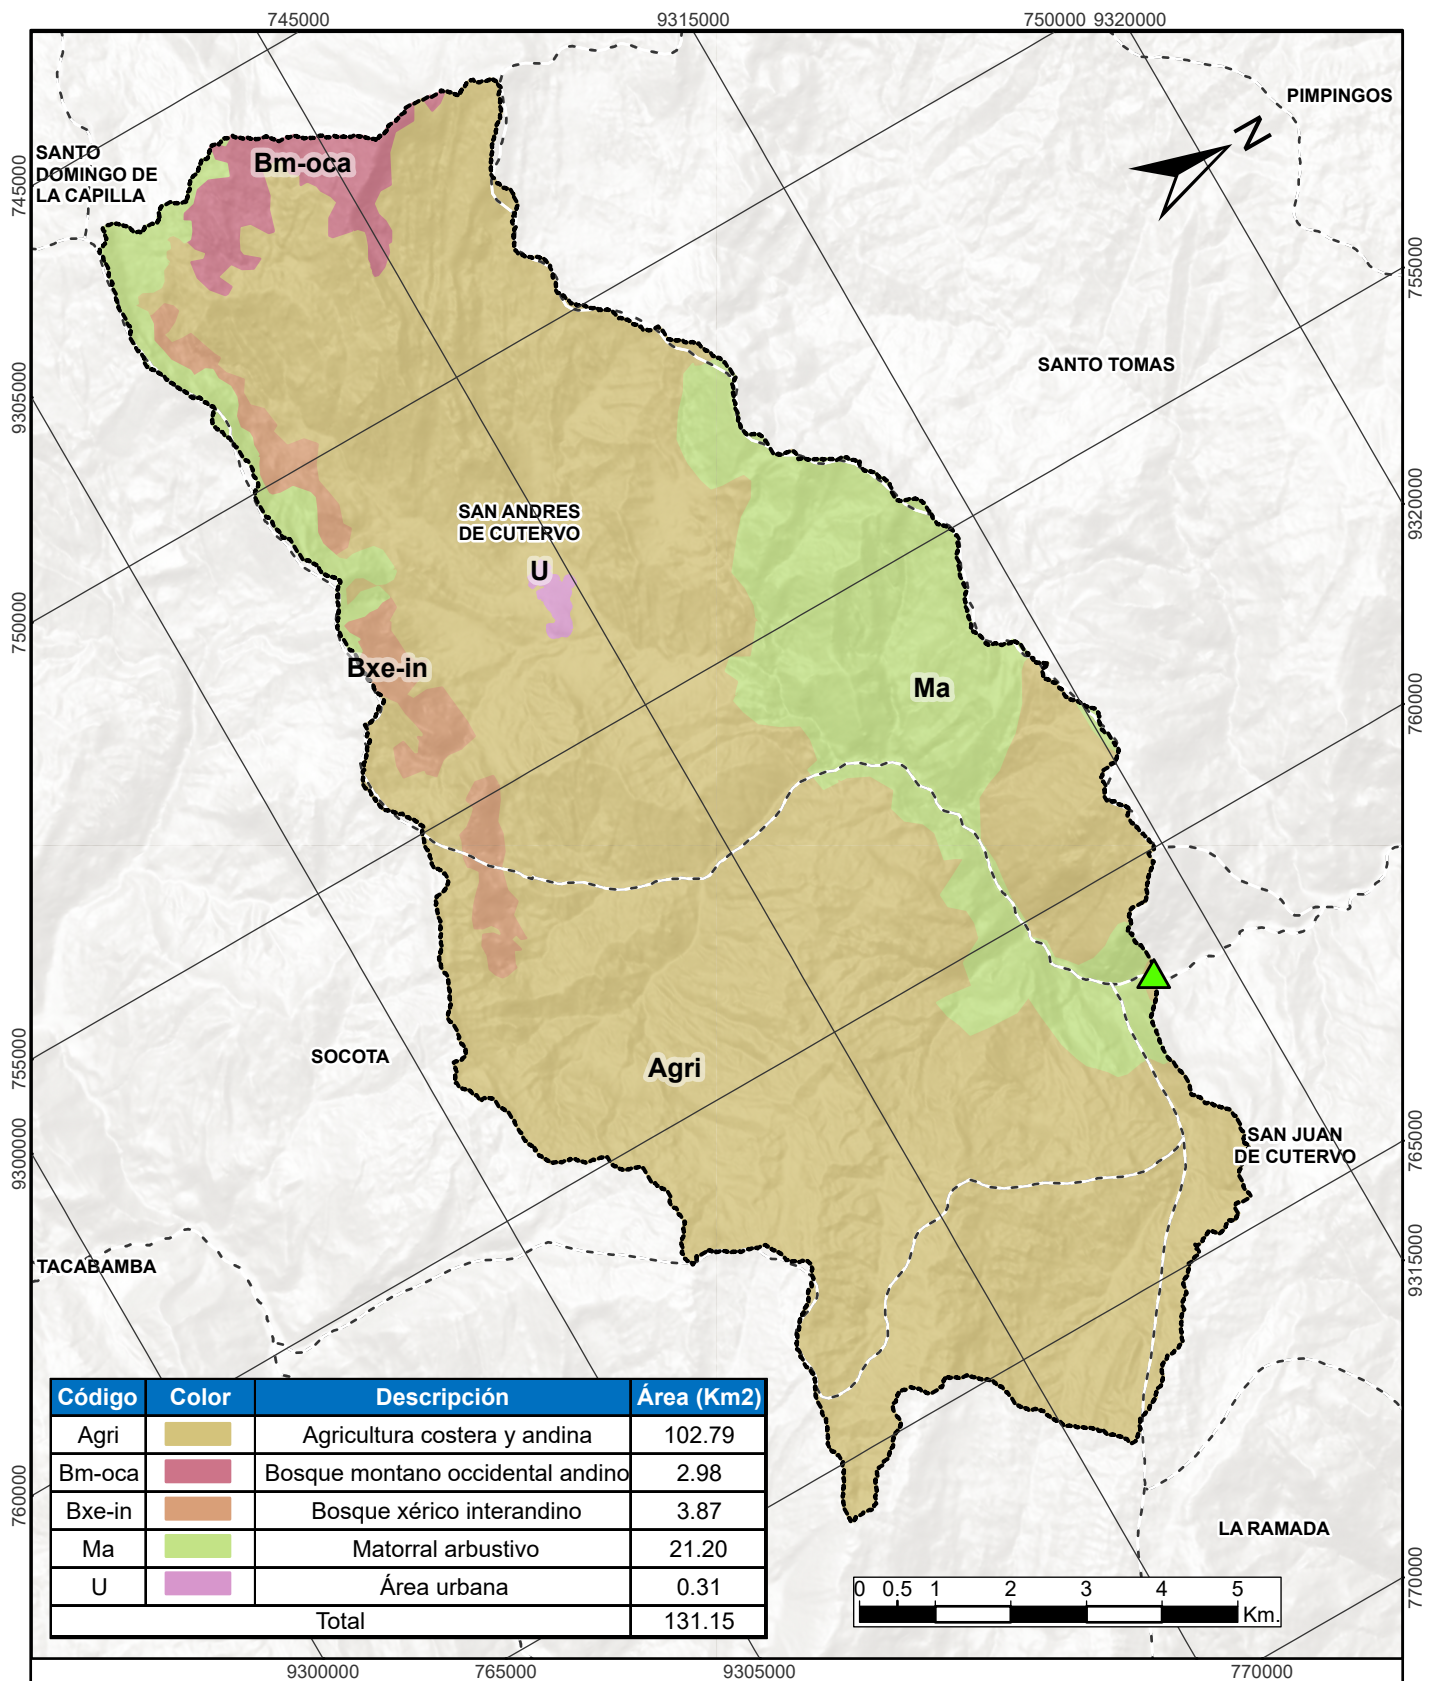 745000
9315000
750000 9320000
PIMPINGOS
N
SANTO
DOMINGO DE
LA CAPILLA
Bm-oca
745000
755000
SANTO TOMAS
9305000
9320000
SAN ANDRES
DE CUTERVO
U
750000
Bxe-in
Ma
760000
SOCOTA
Agri
755000
9300000
SAN JUAN
DE CUTERVO
765000
TACABAMBA
9315000
Código Color Descripción Área (Km2)
Agri Agricultura costera y andina 102.79
Bm-oca Bosque montano occidental andino 2.98
Bxe-in Bosque xérico interandino 3.87
Ma Matorral arbustivo 21.20
U Área urbana 0.31
Total 131.15
760000
LA RAMADA
770000
0 0.5 1 2 3 4 5
Km.
9300000
765000
9305000
770000